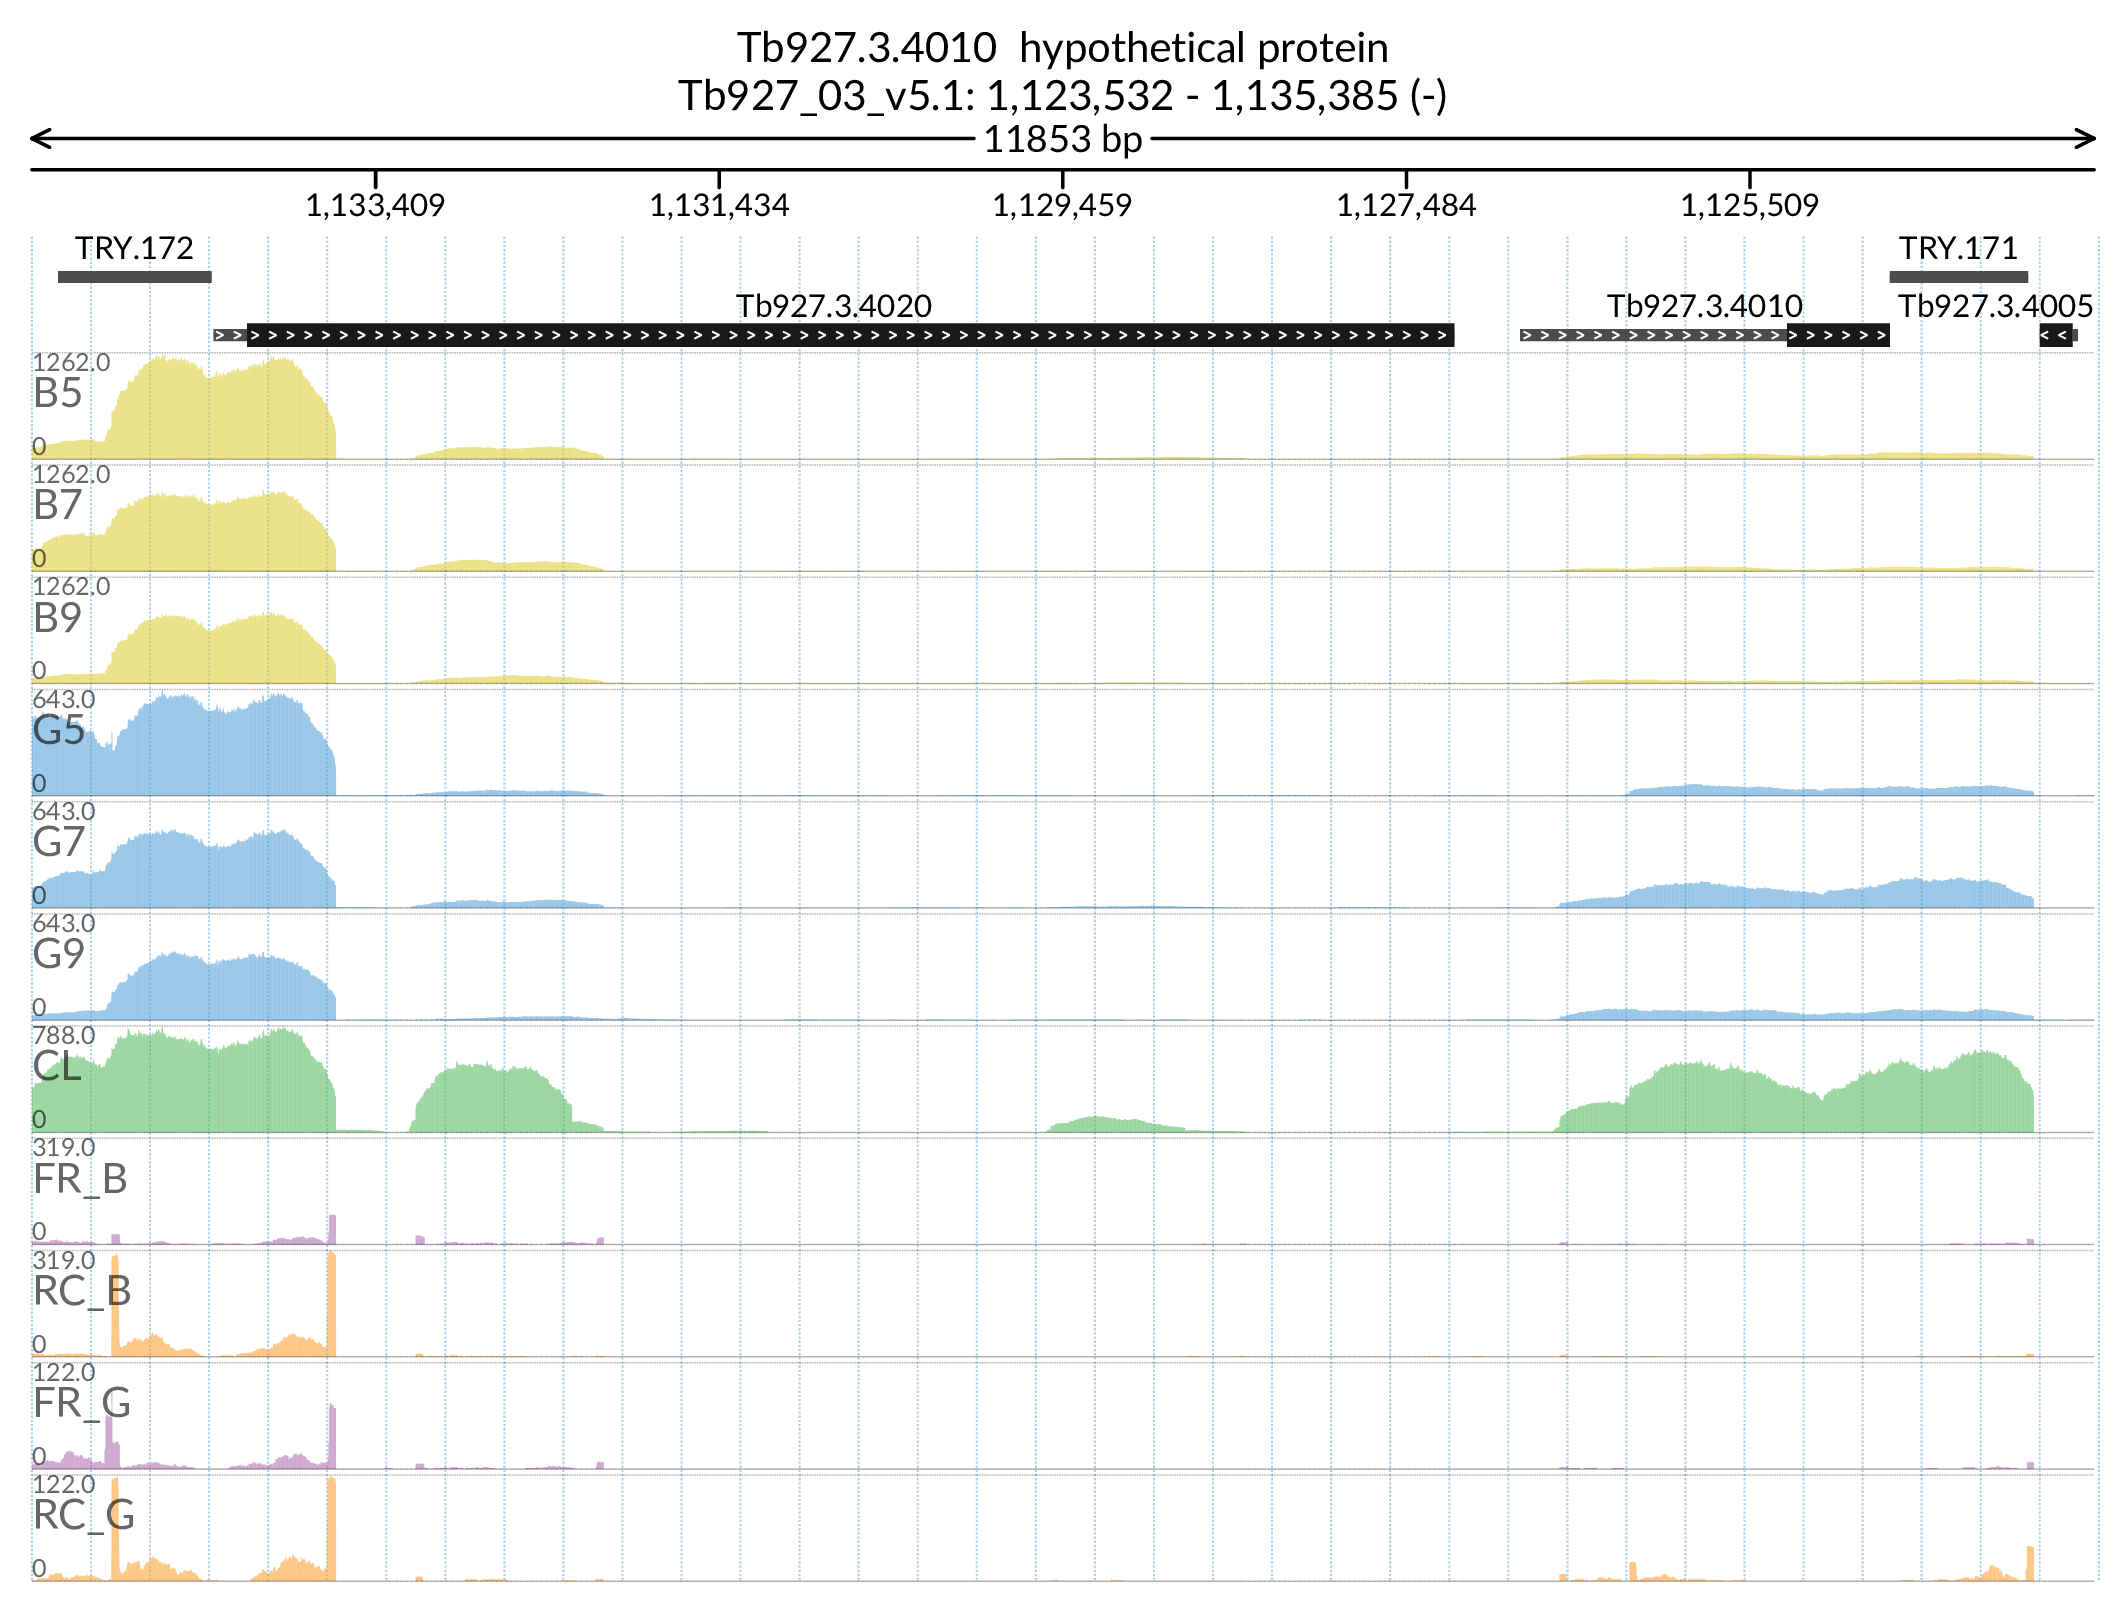 Tb927.3.4010  hypothetical protein
Tb927_03_v5.1: 1,123,532 - 1,135,385 (-)
11853 bp
1,133,409 1,131,434 1,129,459 1,127,484 1,125,509
TRY.172 TRY.171
Tb927.3.4020 Tb927.3.4010 Tb927.3.4005
1262.0
B5
0
1262.0
B7
0
1262.0
B9
0
643.0
G5
0
643.0
G7
0
643.0
G9
0
788.0
CL
0
319.0
FR_B
0
319.0
RC_B
0
122.0
FR_G
0
122.0
RC_G
0